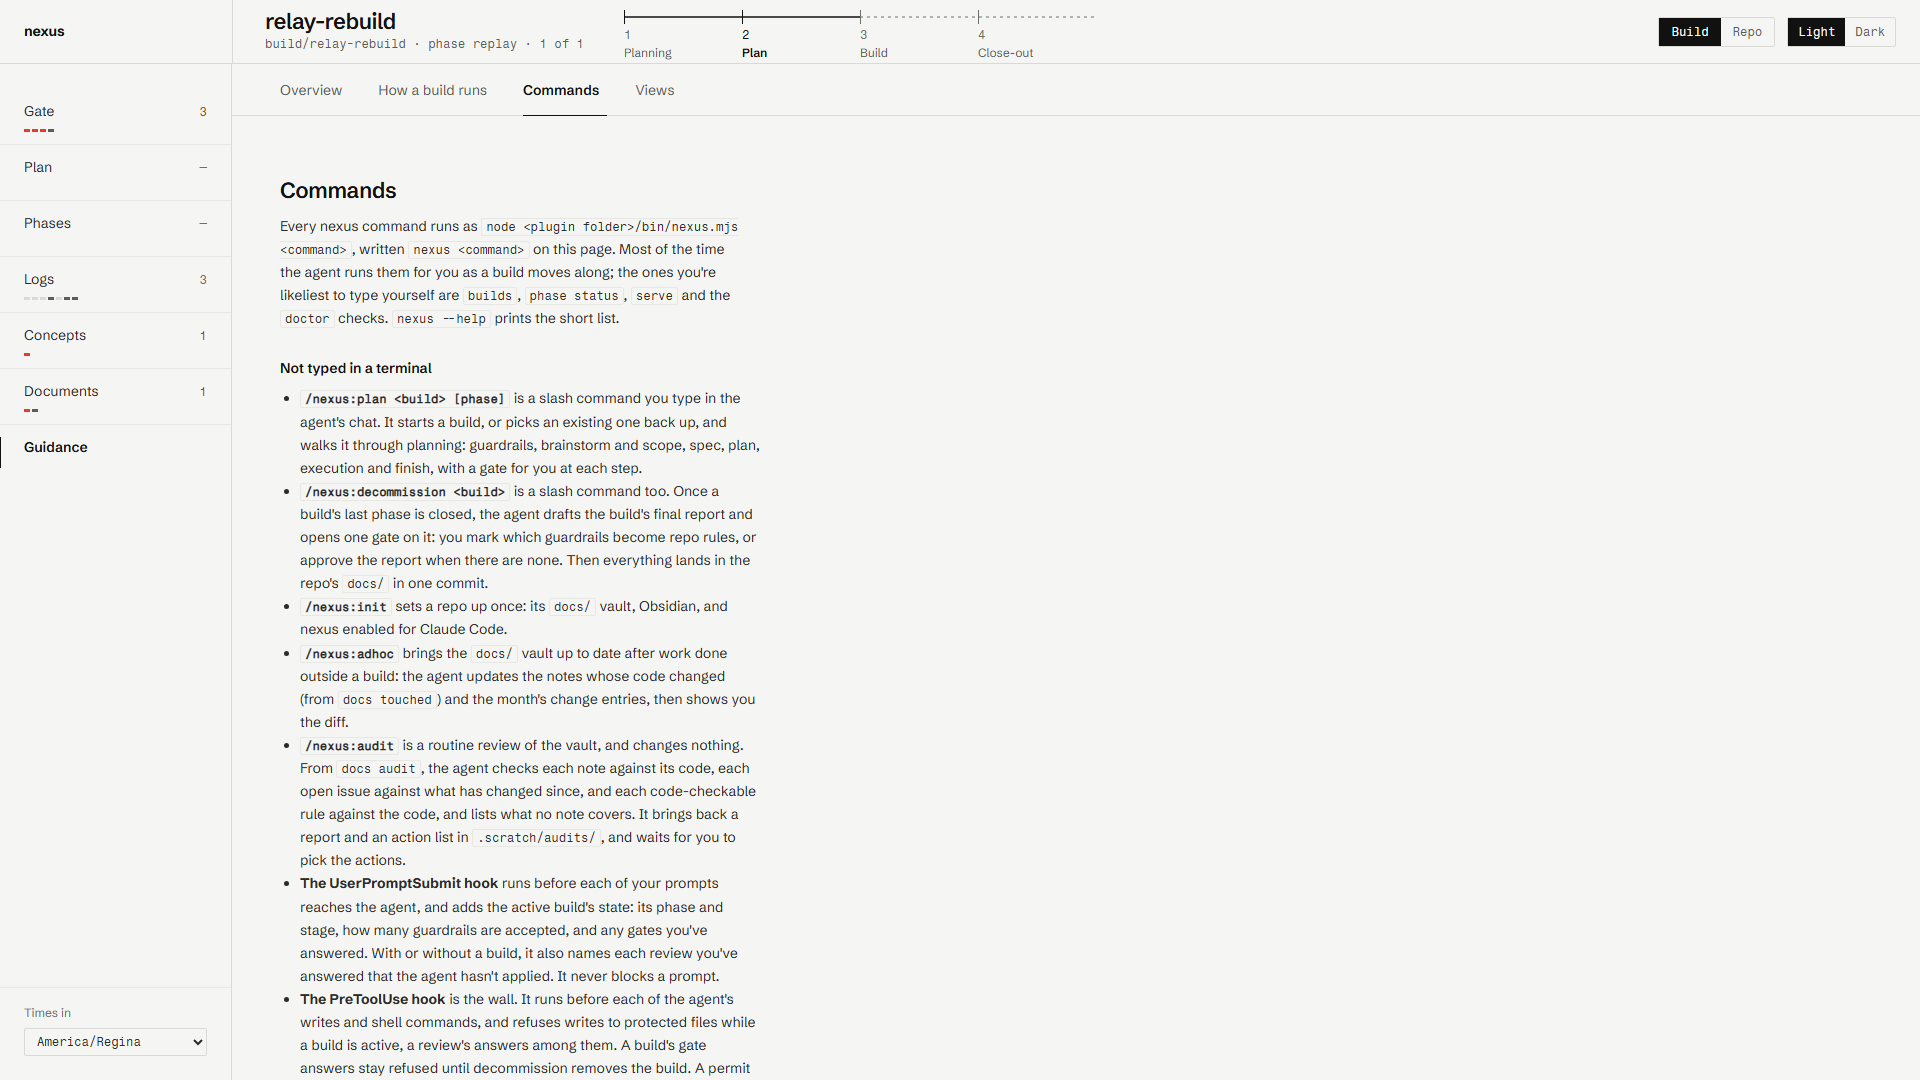 nexus
relay-rebuild
build/relay-rebuild · phase replay · 1 of 1
1
Planning
2
Plan
3
Build
4
Close-out
Build
Repo
Light
Dark
Gate
3
Plan
—
Phases
—
Logs
3
Concepts
1
Documents
1
Guidance
Times in
America/Regina
Overview
How a build runs
Commands
Views
Commands
Every nexus command runs as node <plugin folder>/bin/nexus.mjs
<command> , written nexus <command> on this page. Most of the time
the agent runs them for you as a build moves along; the ones you're
likeliest to type yourself are builds , phase status , serve and the
doctor checks. nexus --help prints the short list.
Not typed in a terminal
/nexus:plan <build> [phase] is a slash command you type in the
agent's chat. It starts a build, or picks an existing one back up, and
walks it through planning: guardrails, brainstorm and scope, spec, plan,
execution and finish, with a gate for you at each step.
/nexus:decommission <build> is a slash command too. Once a
build's last phase is closed, the agent drafts the build's final report and
opens one gate on it: you mark which guardrails become repo rules, or
approve the report when there are none. Then everything lands in the
repo's docs/ in one commit.
/nexus:init sets a repo up once: its docs/ vault, Obsidian, and
nexus enabled for Claude Code.
/nexus:adhoc brings the docs/ vault up to date after work done
outside a build: the agent updates the notes whose code changed
(from docs touched ) and the month's change entries, then shows you
the diff.
/nexus:audit is a routine review of the vault, and changes nothing.
From docs audit , the agent checks each note against its code, each
open issue against what has changed since, and each code-checkable
rule against the code, and lists what no note covers. It brings back a
report and an action list in .scratch/audits/ , and waits for you to
pick the actions.
The UserPromptSubmit hook runs before each of your prompts
reaches the agent, and adds the active build's state: its phase and
stage, how many guardrails are accepted, and any gates you've
answered. With or without a build, it also names each review you've
answered that the agent hasn't applied. It never blocks a prompt.
The PreToolUse hook is the wall. It runs before each of the agent's
writes and shell commands, and refuses writes to protected files while
a build is active, a review's answers among them. A build's gate
answers stay refused until decommission removes the build. A permit